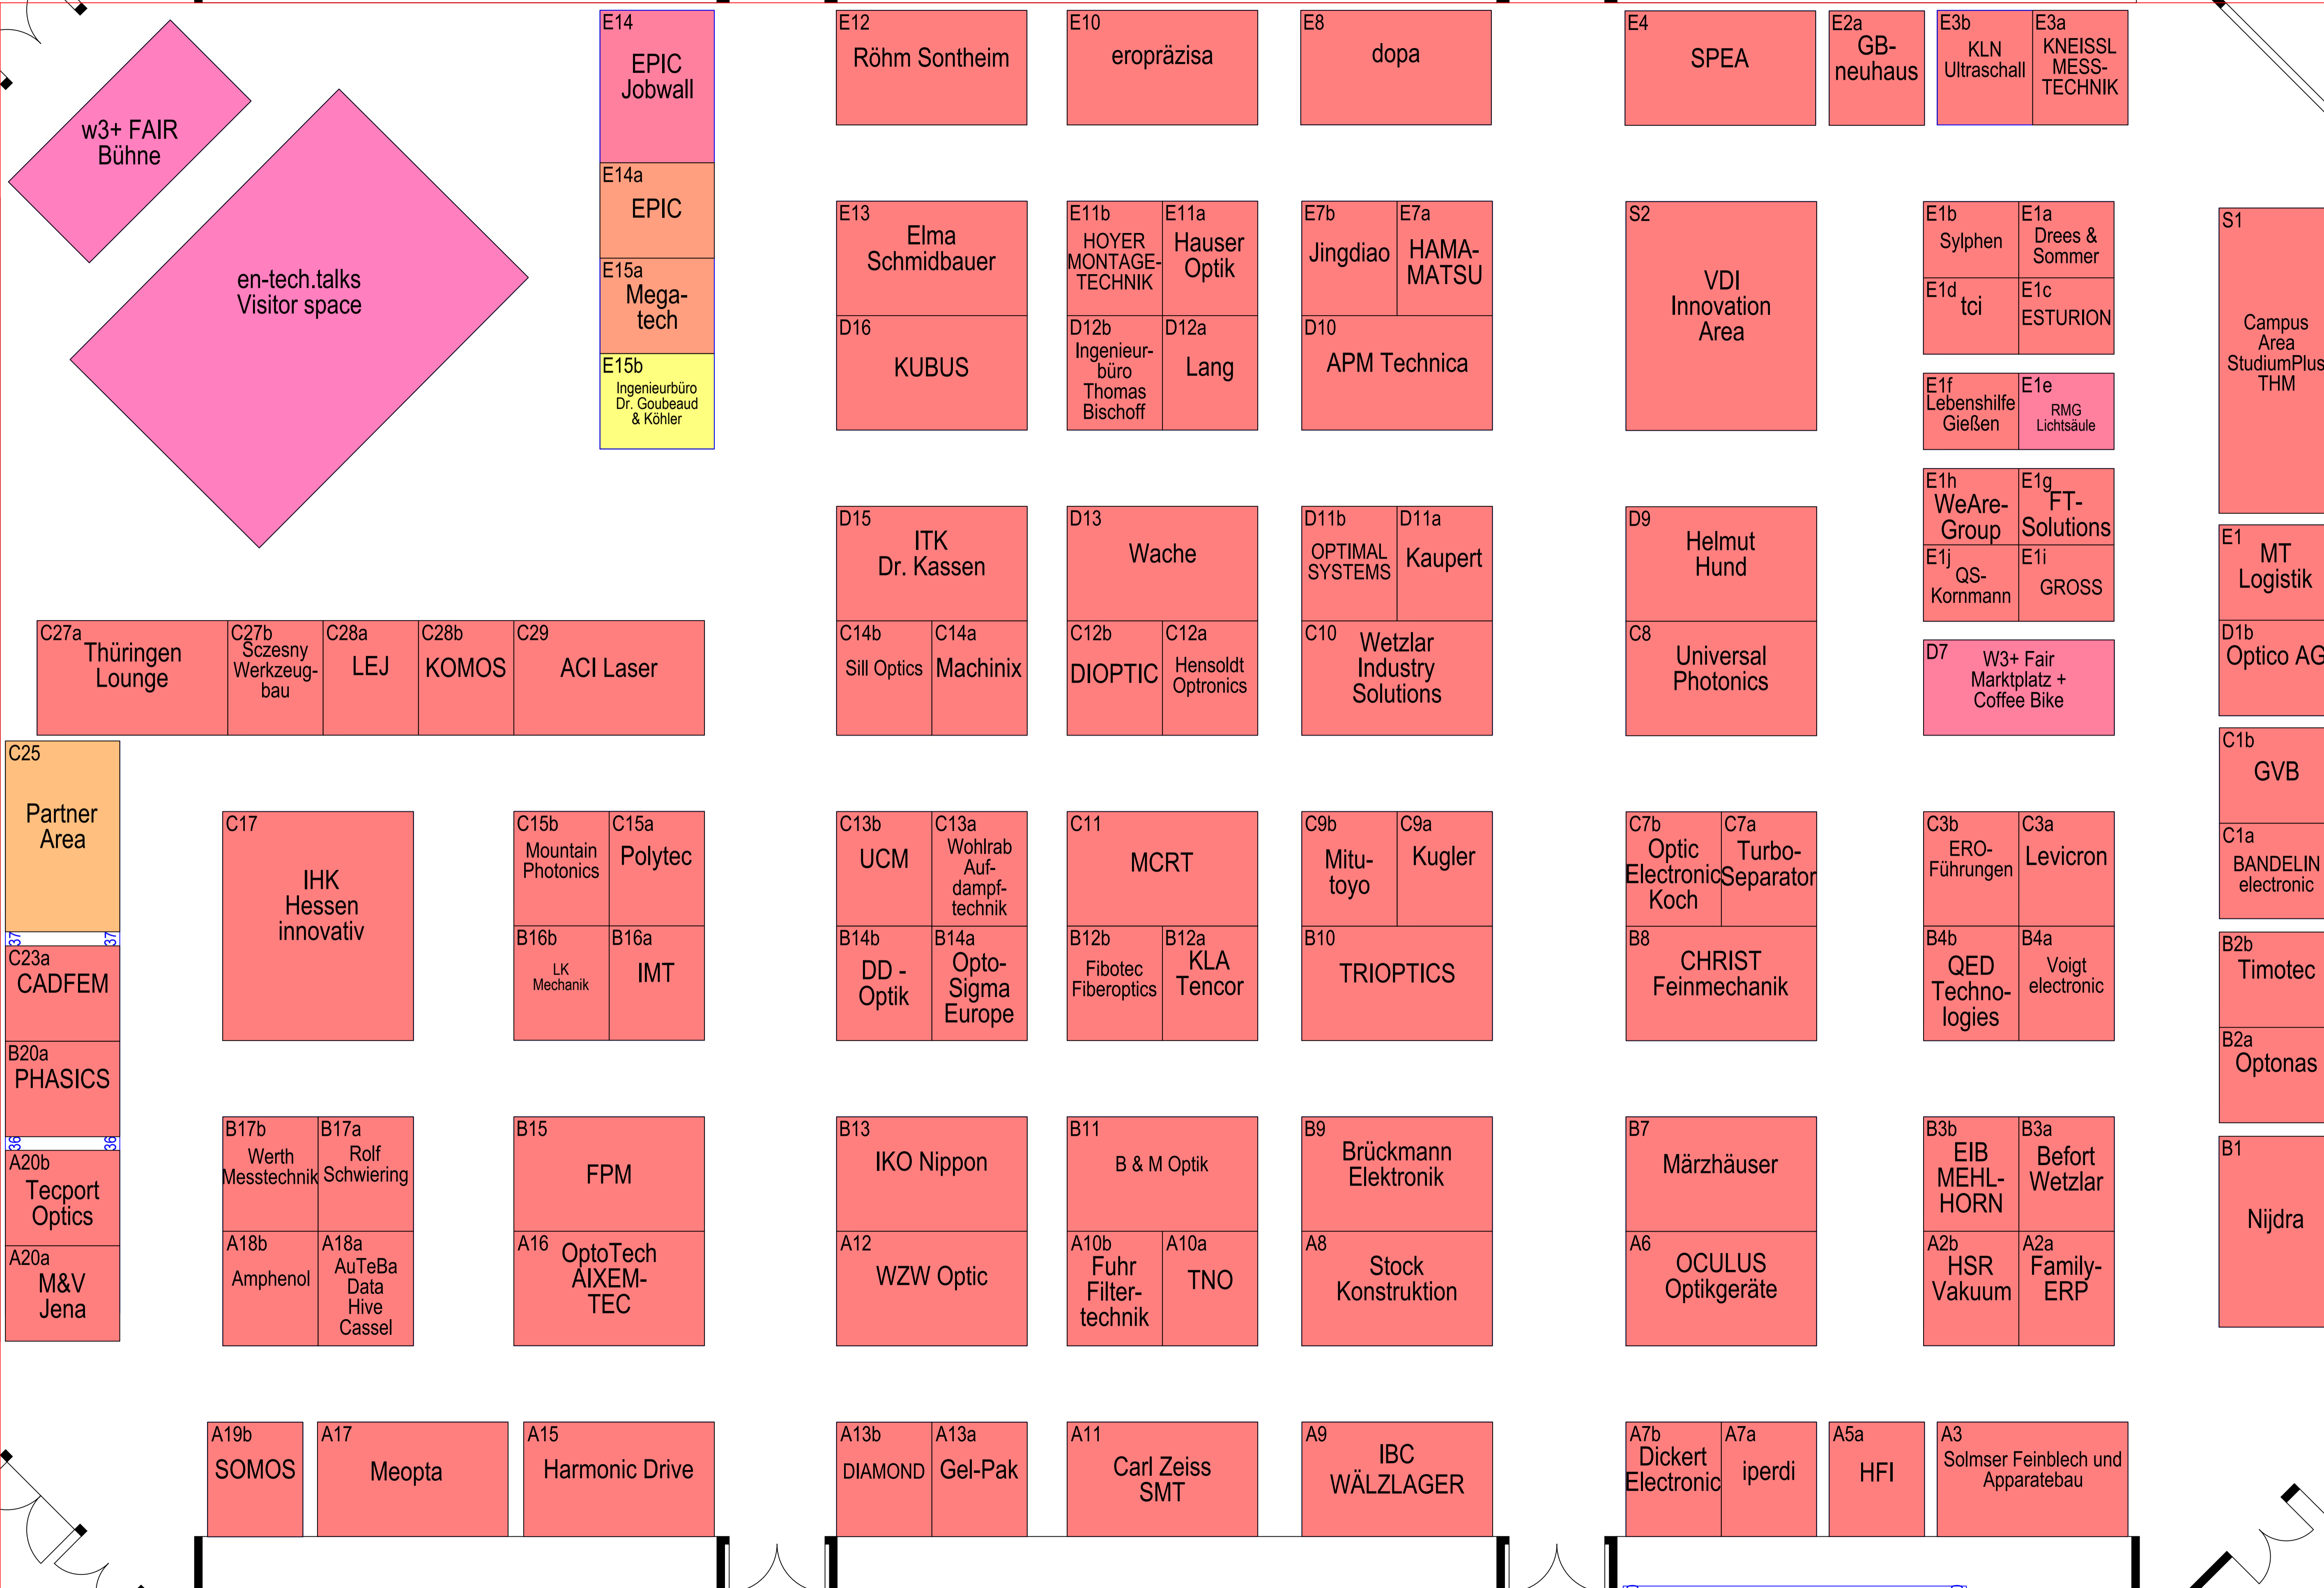 w3+ FAIR
Bühne
en-tech.talks
Visitor space
E14
EPIC
Jobwall
E14a
EPIC
E15a
Mega-
tech
E15b
Ingenieurbüro
Dr. Goubeaud
& Köhler
E12
Röhm Sontheim
E10
eropräzisa
E8
dopa
E4
SPEA
E2a
GB-
neuhaus
E3b
KLN
Ultraschall
E3a
KNEISSL
MESS-
TECHNIK
E13
Elma
Schmidbauer
D16
KUBUS
E11b
HOYER
MONTAGE-
TECHNIK
E11a
Hauser
Optik
D12b
Ingenieur-
büro
Thomas
Bischoff
D12a
Lang
E7b
Jingdiao
E7a
HAMA-
MATSU
D10
APM Technica
S2
VDI
Innovation
Area
E1b
Sylphen
E1a
Drees &
Sommer
E1d
tci
E1c
ESTURION
E1f
Lebenshilfe
Gießen
E1e
RMG
Lichtsäule
E1h
WeAre-
Group
E1g
FT-
Solutions
E1j
QS-
Kornmann
E1i
GROSS
D7
W3+ Fair
Marktplatz +
Coffee Bike
S1
Campus
Area
StudiumPlus
THM
E1
MT
Logistik
D1b
Optico AG
C1b
GVB
C1a
BANDELIN
electronic
B2b
Timotec
B2a
Optonas
B1
Nijdra
D15
ITK
Dr. Kassen
C14b
Sill Optics
C14a
Machinix
D13
Wache
C12b
DIOPTIC
C12a
Hensoldt
Optronics
D11b
OPTIMAL
SYSTEMS
D11a
Kaupert
C10
Wetzlar
Industry
Solutions
D9
Helmut
Hund
C8
Universal
Photonics
C27a
Thüringen
Lounge
C27b
Sczesny
Werkzeug-
bau
C28a
LEJ
C28b
KOMOS
C29
ACI Laser
C25
Partner
Area
37
37
C23a
CADFEM
B20a
PHASICS
36
36
A20b
Tecport
Optics
A20a
M&V
Jena
C17
IHK
Hessen
innovativ
C15b
Mountain
Photonics
C15a
Polytec
B16b
LK
Mechanik
B16a
IMT
C13b
UCM
C13a
Wohlrab
Auf-
dampf-
technik
B14b
DD -
Optik
B14a
Opto-
Sigma
Europe
C11
MCRT
B12b
Fibotec
Fiberoptics
B12a
KLA
Tencor
C9b
Mitu-
toyo
C9a
Kugler
B10
TRIOPTICS
C7b
Optic
Electronic
Koch
C7a
Turbo-
Separator
B8
CHRIST
Feinmechanik
C3b
ERO-
Führungen
C3a
Levicron
B4b
QED
Techno-
logies
B4a
Voigt
electronic
B17b
Werth
Messtechnik
B17a
Rolf
Schwiering
A18b
Amphenol
A18a
AuTeBa
Data
Hive
Cassel
B15
FPM
A16
OptoTech
AIXEM-
TEC
B13
IKO Nippon
A12
WZW Optic
B11
B & M Optik
A10b
Fuhr
Filter-
technik
A10a
TNO
B9
Brückmann
Elektronik
A8
Stock
Konstruktion
B7
Märzhäuser
A6
OCULUS
Optikgeräte
B3b
EIB
MEHL-
HORN
B3a
Befort
Wetzlar
A2b
HSR
Vakuum
A2a
Family-
ERP
A19b
SOMOS
A17
Meopta
A15
Harmonic Drive
A13b
DIAMOND
A13a
Gel-Pak
A11
Carl Zeiss
SMT
A9
IBC
WÄLZLAGER
A7b
Dickert
Electronic
A7a
iperdi
A5a
HFI
A3
Solmser Feinblech und
Apparatebau